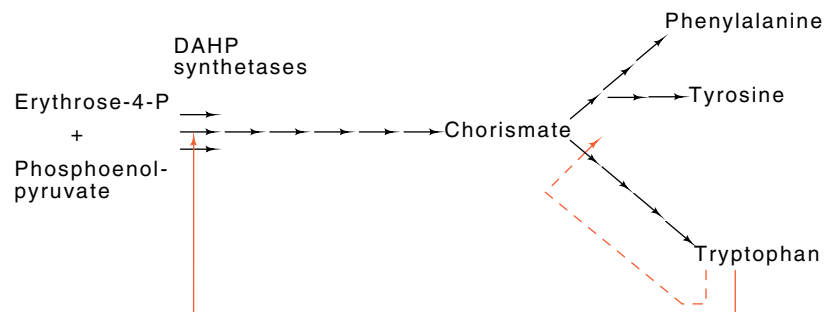 Phenylalanine
DAHP
synthetases
Tyrosine
Erythrose-4-P
+
Chorismate
Phosphoenol-
pyruvate
Tryptophan